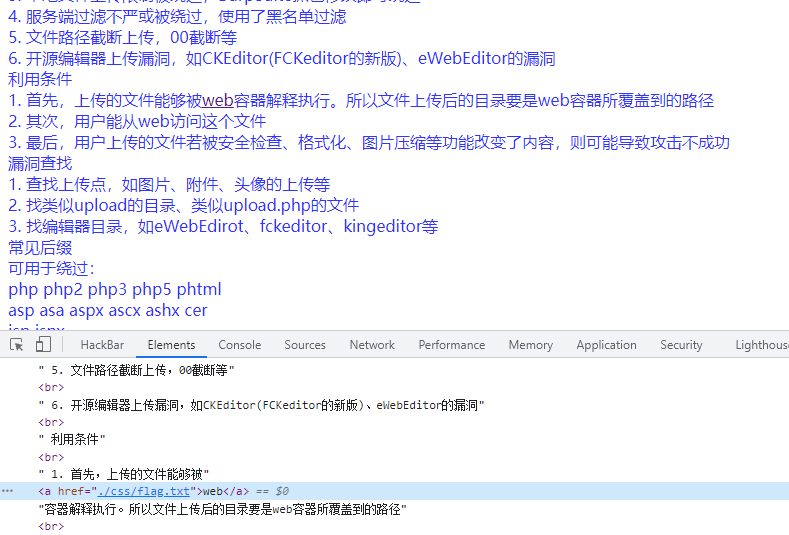 4. 服务端过滤不严或被绕过，使用了黑名单过滤
5. 文件路径截断上传，00截断等
6. 开源编辑器上传漏洞，如CKEditor(FCKeditor的新版)、eWebEditor的漏洞
利用条件
1. 首先，上传的文件能够被web容器解释执行。所以文件上传后的目录要是web容器所覆盖到的路径
2. 其次，用户能从web访问这个文件
3. 最后，用户上传的文件若被安全检查、格式化、图片压缩等功能改变了内容，则可能导致攻击不成功
漏洞查找
1. 查找上传点，如图片、附件、头像的上传等
2. 找类似upload的目录、类似upload.php的文件
3. 找编辑器目录，如eWebEdirot、fckeditor、kingeditor等
常见后缀
可用于绕过：
php php2 php3 php5 phtml
asp asa aspx ascx ashx cer
jsp jspx
HackBar Elements Console Sources Network Performance Memory Application Security Lighthous
" 5. 文件路径截断上传，00截断等"
<br>
" 6. 开源编辑器上传漏洞，如CKEditor(FCKeditor的新版)、eWebEditor的漏洞"
<br>
" 利用条件"
<br>
" 1. 首先，上传的文件能够被"
<a href="./css/flag.txt">web</a> == $0
"容器解释执行。所以文件上传后的目录要是web容器所覆盖到的路径"
<br>